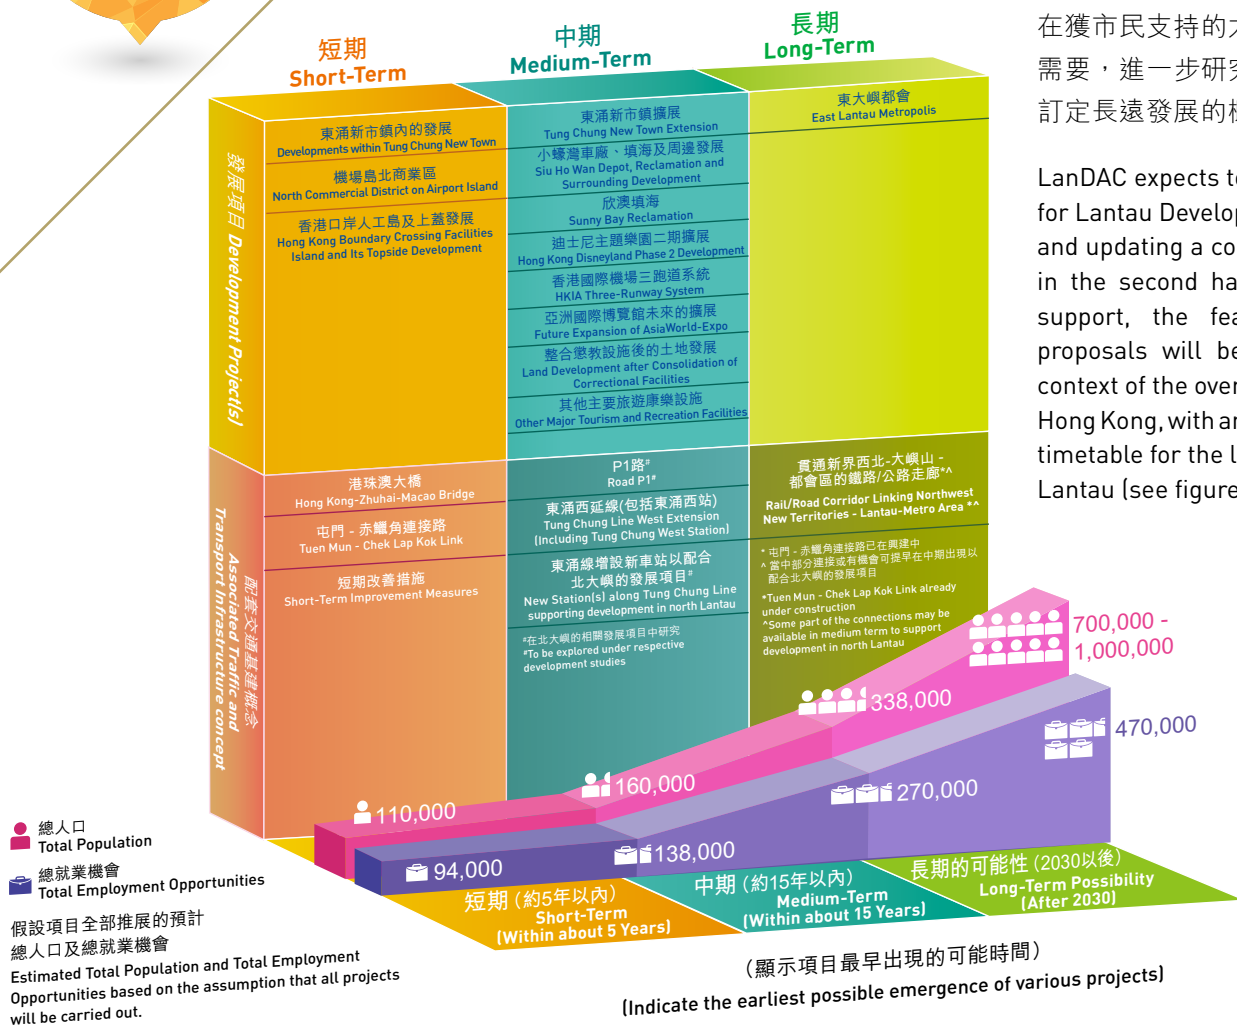 短期
Short-Term
中期
Medium-Term
長期
Long-Term
發展項目 Development Project(s)
東涌新市鎮內的發展
Developments within Tung Chung New Town
機場島北商業區
North Commercial District on Airport Island
香港口岸人工島及上蓋發展
Hong Kong Boundary Crossing Facilities
Island and Its Topside Development
東涌新市鎮擴展
Tung Chung New Town Extension
小蠔灣車廠、填海及周邊發展
Siu Ho Wan Depot, Reclamation and
Surrounding Development
欣澳填海
Sunny Bay Reclamation
迪士尼主題樂園二期擴展
Hong Kong Disneyland Phase 2 Development
香港國際機場三跑道系統
HKIA Three-Runway System
亞洲國際博覽館未來的擴展
Future Expansion of AsiaWorld-Expo
整合懲教設施後的土地發展
Land Development after Consolidation of
Correctional Facilities
其他主要旅遊康樂設施
Other Major Tourism and Recreation Facilities
東大嶼都會
East Lantau Metropolis
配套交通基建概念
Associated Traffic and
Transport Infrastructure concept
港珠澳大橋
Hong Kong-Zhuhai-Macao Bridge
屯門 - 赤鱲角連接路
Tuen Mun - Chek Lap Kok Link
短期改善措施
Short-Term Improvement Measures
P1路#
Road P1#
東涌西延線(包括東涌西站)
Tung Chung Line West Extension
(Including Tung Chung West Station)
東涌線增設新車站以配合
北大嶼的發展項目#
New Station(s) along Tung Chung Line
supporting development in north Lantau
#在北大嶼的相關發展項目中研究
#To be explored under respective
development studies
貫通新界西北-大嶼山 -
都會區的鐵路/公路走廊*^
Rail/Road Corridor Linking Northwest
New Territories - Lantau-Metro Area *^
* 屯門 - 赤鱲角連接路已在興建中
^ 當中部分連接或有機會可提早在中期出現以
配合北大嶼的發展項目
*Tuen Mun - Chek Lap Kok Link already
under construction
^Some part of the connections may be
available in medium term to support
development in north Lantau
110,000
160,000
338,000
700,000 -
1,000,000
94,000
138,000
270,000
470,000
短期 (約5年以內)
Short-Term
(Within about 5 Years)
中期 (約15年以內)
Medium-Term
(Within about 15 Years)
長期的可能性 (2030以後)
Long-Term Possibility
(After 2030)
(顯示項目最早出現的可能時間)
(Indicate the earliest possible emergence of various projects)
總人口
Total Population
總就業機會
Total Employment Opportunities
假設項目全部推展的預計
總人口及總就業機會
Estimated Total Population and Total Employment
Opportunities based on the assumption that all projects
will be carried out.
在獲市民支持的
需要，進一步研
訂定長遠發展的
LanDAC expects
for Lantau
and updating a
in the second
support, the
proposals will
context of the
Hong Kong, with
timetable for the
Lantau (see